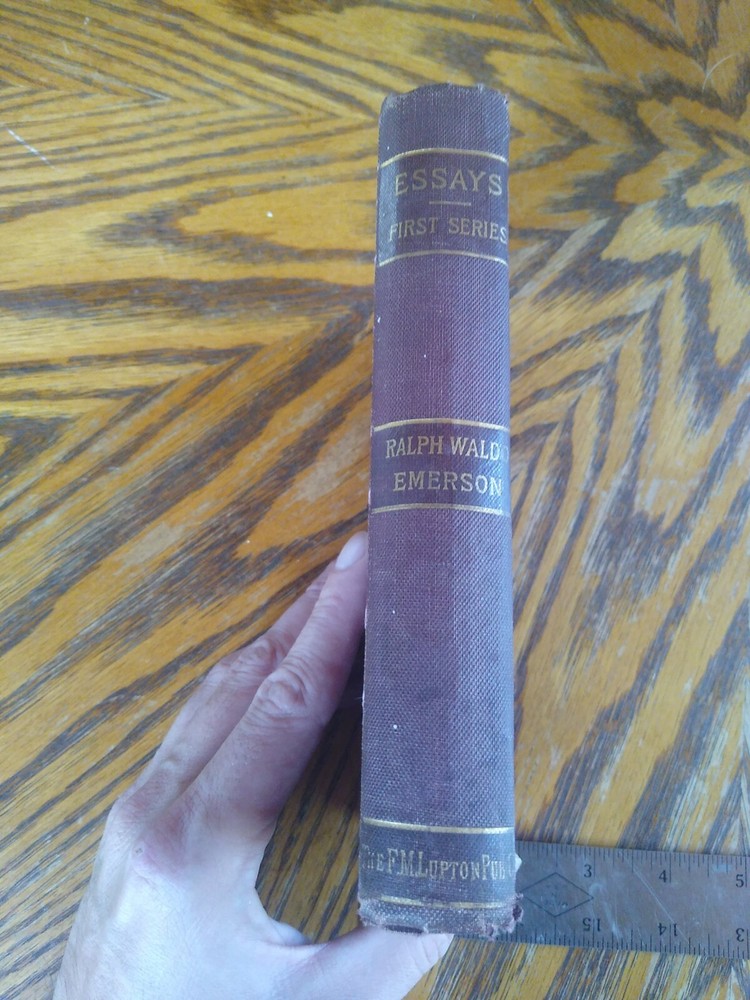 ESSAYS
FIRST SERIES
RALPH WALDO
EMERSON
THE F.M. LUPTON PUB. C
3 4 5
15 14 13